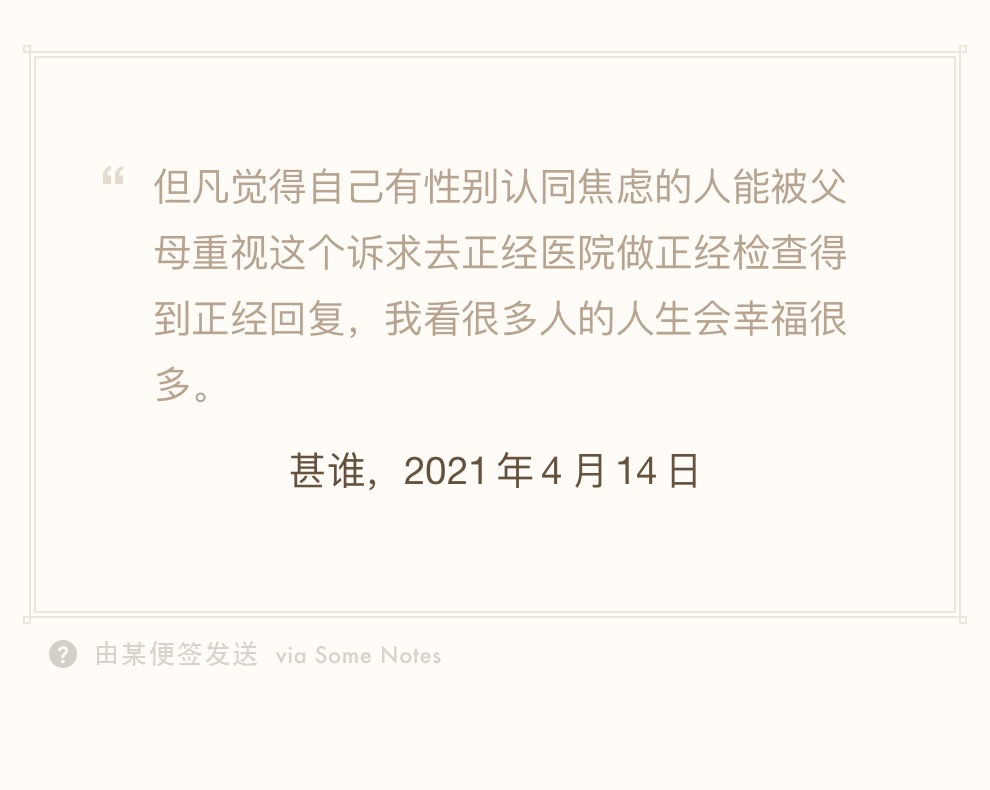 “ 但凡觉得自己有性别认同焦虑的人能被父
母重视这个诉求去正经医院做正经检查得
到正经回复，我看很多人的人生会幸福很
多。
甚谁，2021 年 4 月 14 日
? 由某便签发送 via Some Notes